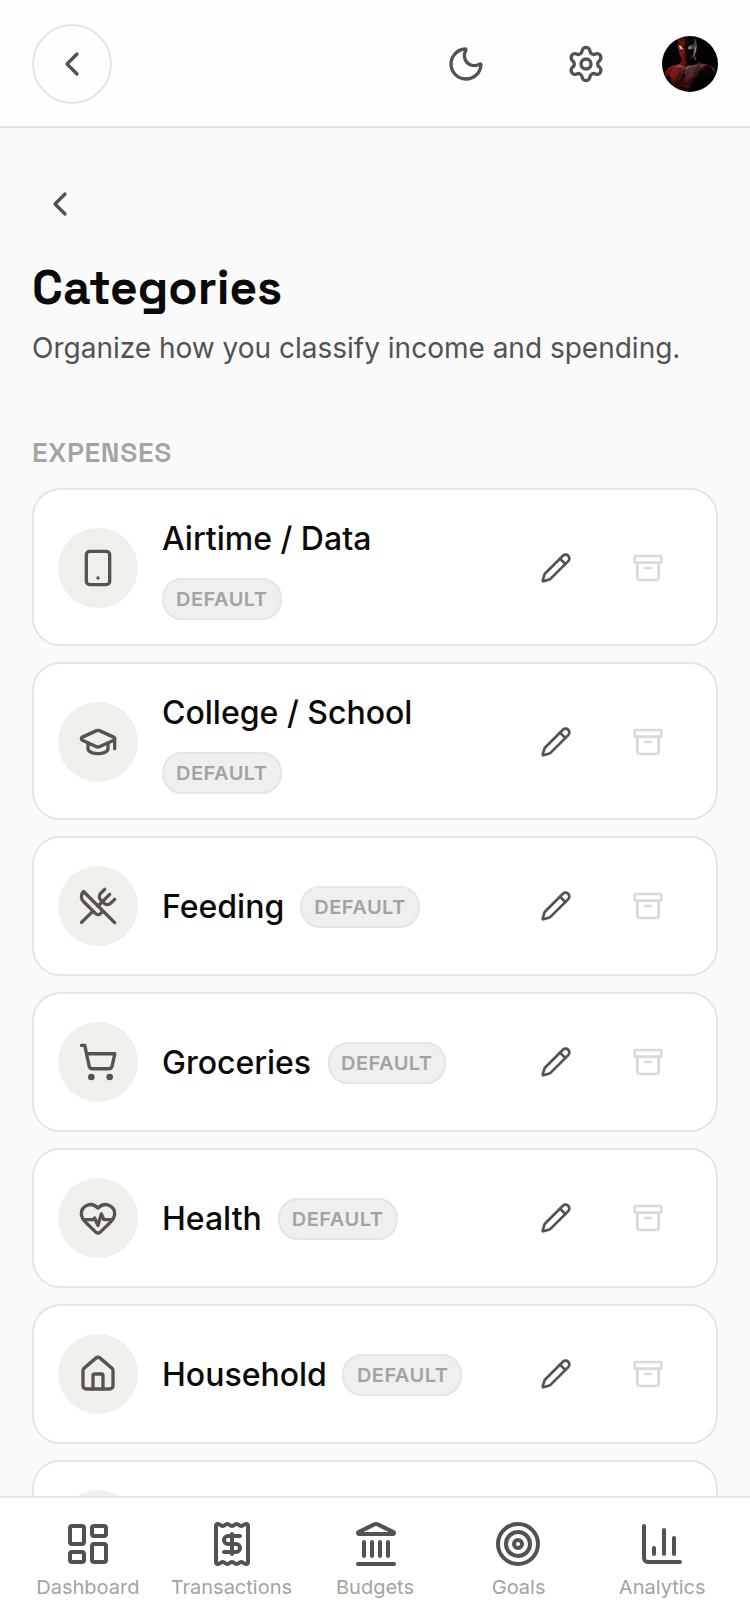 Categories
Organize how you classify income and spending.
EXPENSES
Airtime / Data
DEFAULT
College / School
DEFAULT
Feeding DEFAULT
Groceries DEFAULT
Health DEFAULT
Household DEFAULT
Dashboard Transactions Budgets Goals Analytics